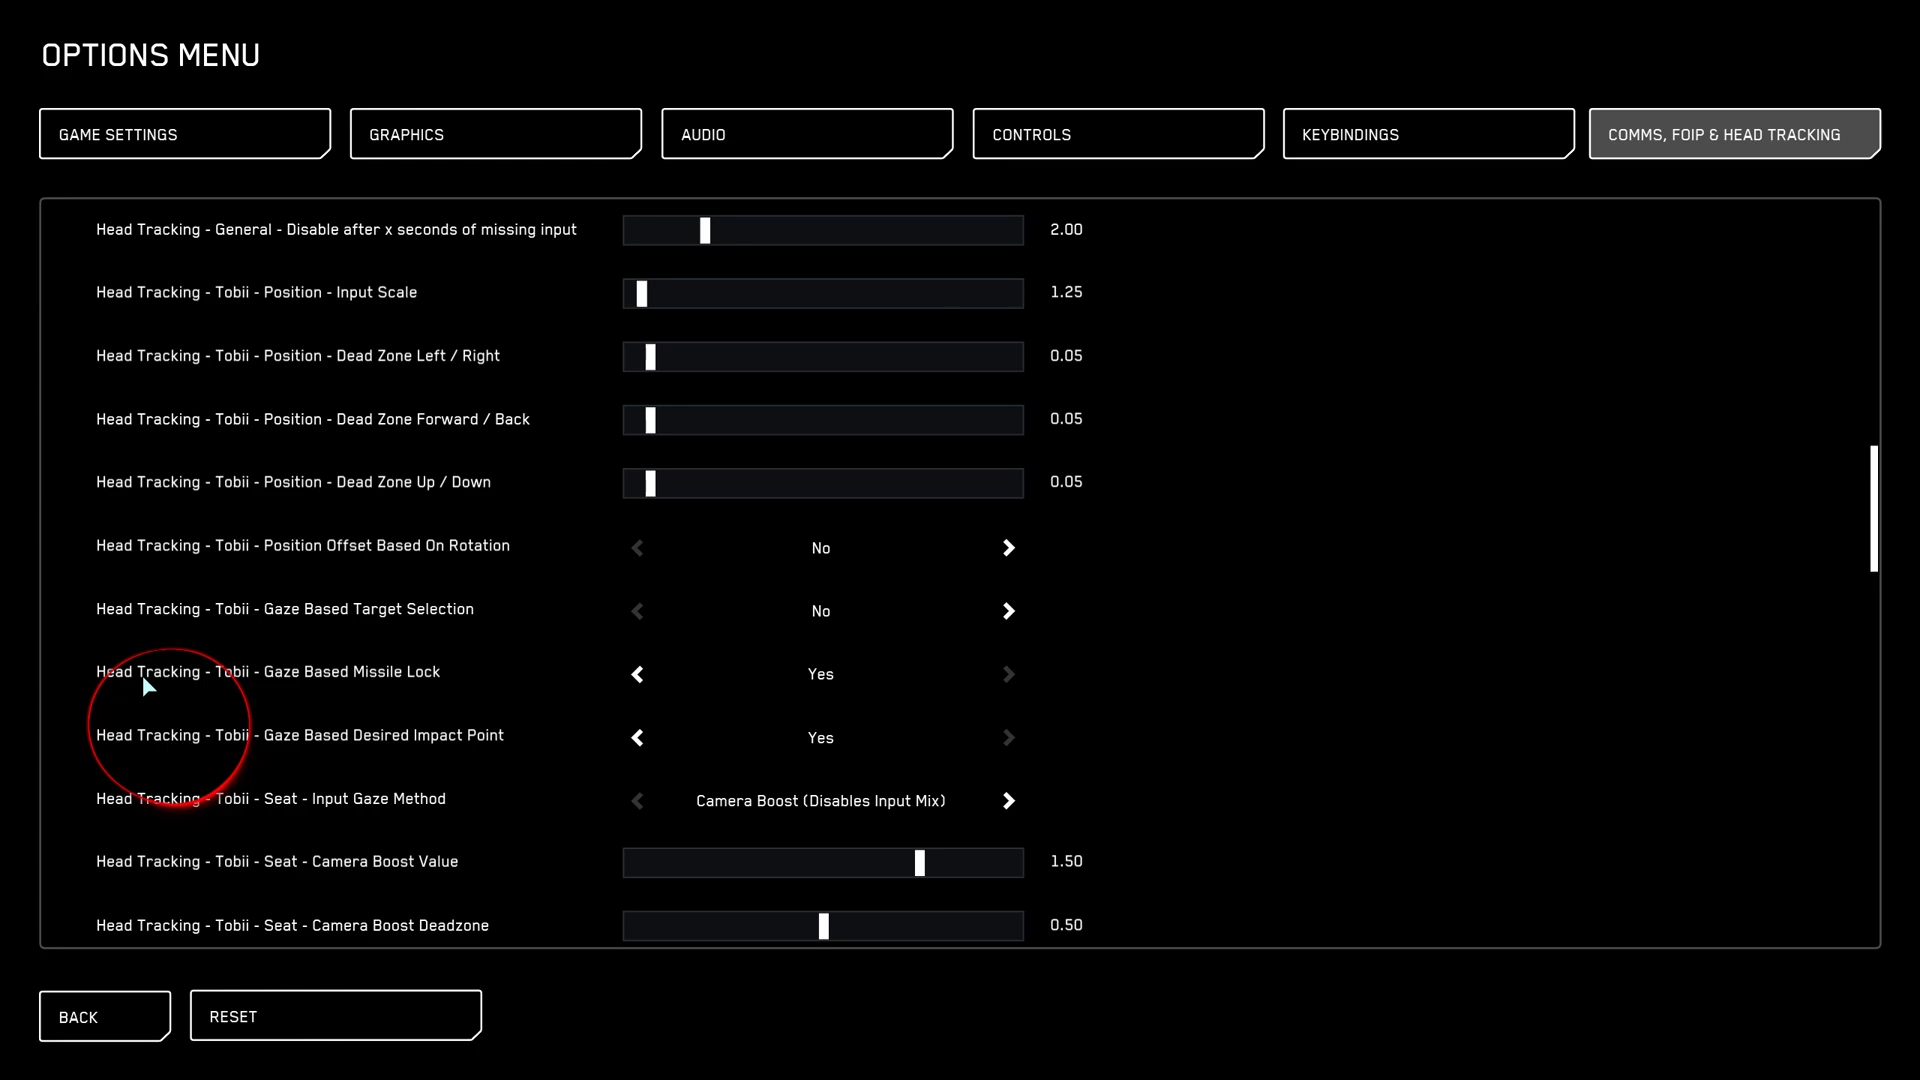 OPTIONS MENU
GAME SETTINGS
GRAPHICS
AUDIO
CONTROLS
KEYBINDINGS
COMMS, FOIP & HEAD TRACKING
Head Tracking - General - Disable after x seconds of missing input
2.00
Head Tracking - Tobii - Position - Input Scale
1.25
Head Tracking - Tobii - Position - Dead Zone Left / Right
0.05
Head Tracking - Tobii - Position - Dead Zone Forward / Back
0.05
Head Tracking - Tobii - Position - Dead Zone Up / Down
0.05
Head Tracking - Tobii - Position Offset Based On Rotation
No
Head Tracking - Tobii - Gaze Based Target Selection
No
Head Tracking - Tobii - Gaze Based Missile Lock
Yes
Head Tracking - Tobii - Gaze Based Desired Impact Point
Yes
Head Tracking - Tobii - Seat - Input Gaze Method
Camera Boost (Disables Input Mix)
Head Tracking - Tobii - Seat - Camera Boost Value
1.50
Head Tracking - Tobii - Seat - Camera Boost Deadzone
0.50
BACK
RESET